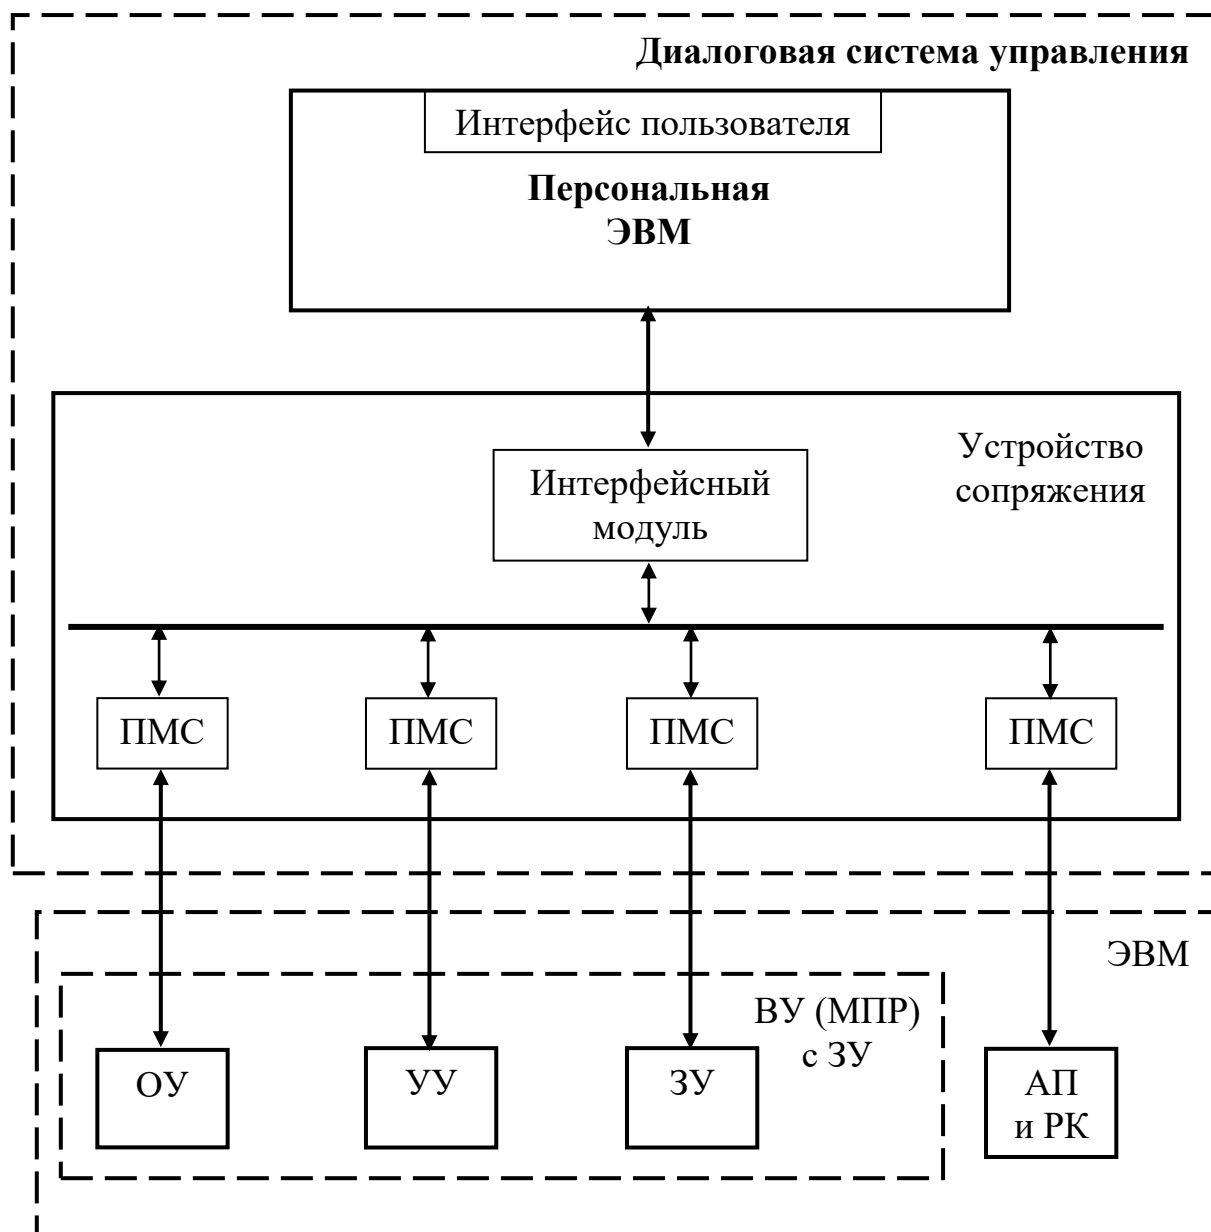 Диалоговая система управления
Интерфейс пользователя
Персональная
ЭВМ
Устройство
сопряжения
Интерфейсный
модуль
ПМС
ПМС
ПМС
ПМС
ЭВМ
ВУ (МПР)
с ЗУ
ОУ
УУ
ЗУ
АП
и РК